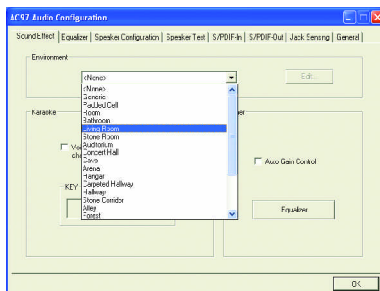 AC97 Audio Configuration
Sound Effect Equalizer Speaker Configuration Speaker Test S/PDIF-In S/PDIF-Out Jack Sensing General
Environment
<None>
Edit...
<None>
Generic
Padded Cell
Room
Bathroom
Living Room
Stone Room
Auditorium
Concert Hall
Cave
Arena
Hangar
Carpeted Hallway
Hallway
Stone Corridor
Alley
Forest
Karaoke
KEY
Auto Gain Control
Equalizer
OK